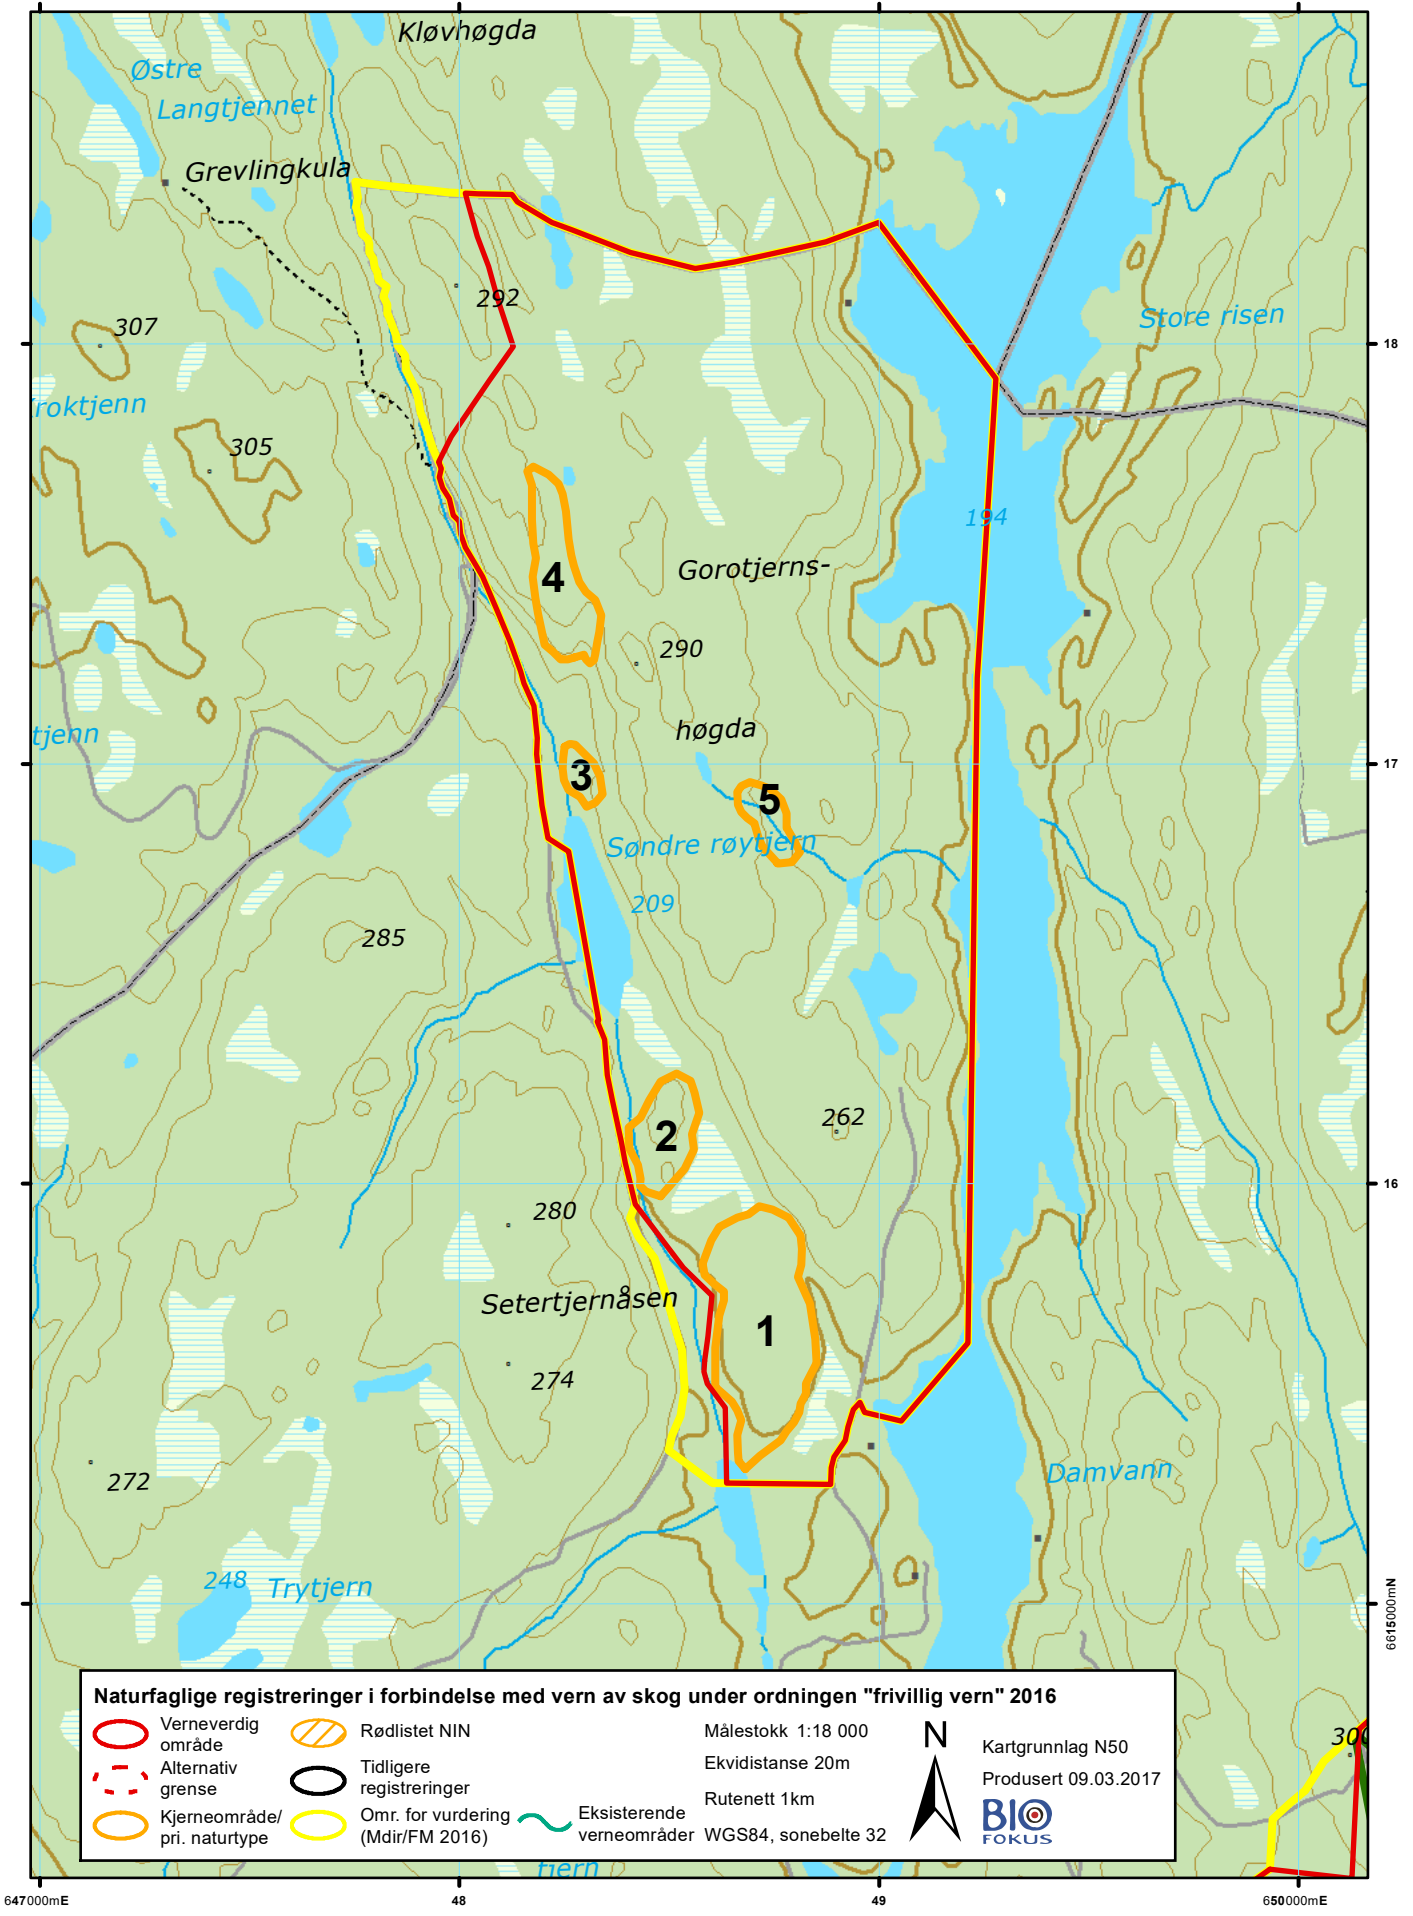 Kløvhøgda
Østre
Langtjennet
Grevlingkula
292
Store risen
307
18
305
194
4
Gorotjerns-
290
tjenn
høgda
17
3
5
Søndre røytjern
209
285
262
2
280
Setertjernåsen
1
274
272
Damvann
248 Trytjern
16
6615000mN
Naturfaglige registreringer i forbindelse med vern av skog under ordningen "frivillig vern" 2016
Verneverdig
område
Alternativ
grense
Kjerneområde/
pri. naturtype
Rødlistet NIN
Tidligere
registreringer
Omr. for vurdering
(Mdir/FM 2016)
Eksisterende
verneområder
Målestokk 1:18 000
Ekvidistanse 20m
Rutenett 1km
WGS84, sonebelte 32
N
Kartgrunnlag N50
Produsert 09.03.2017
BIO
FOKUS
647000mE
48
49
650000mE